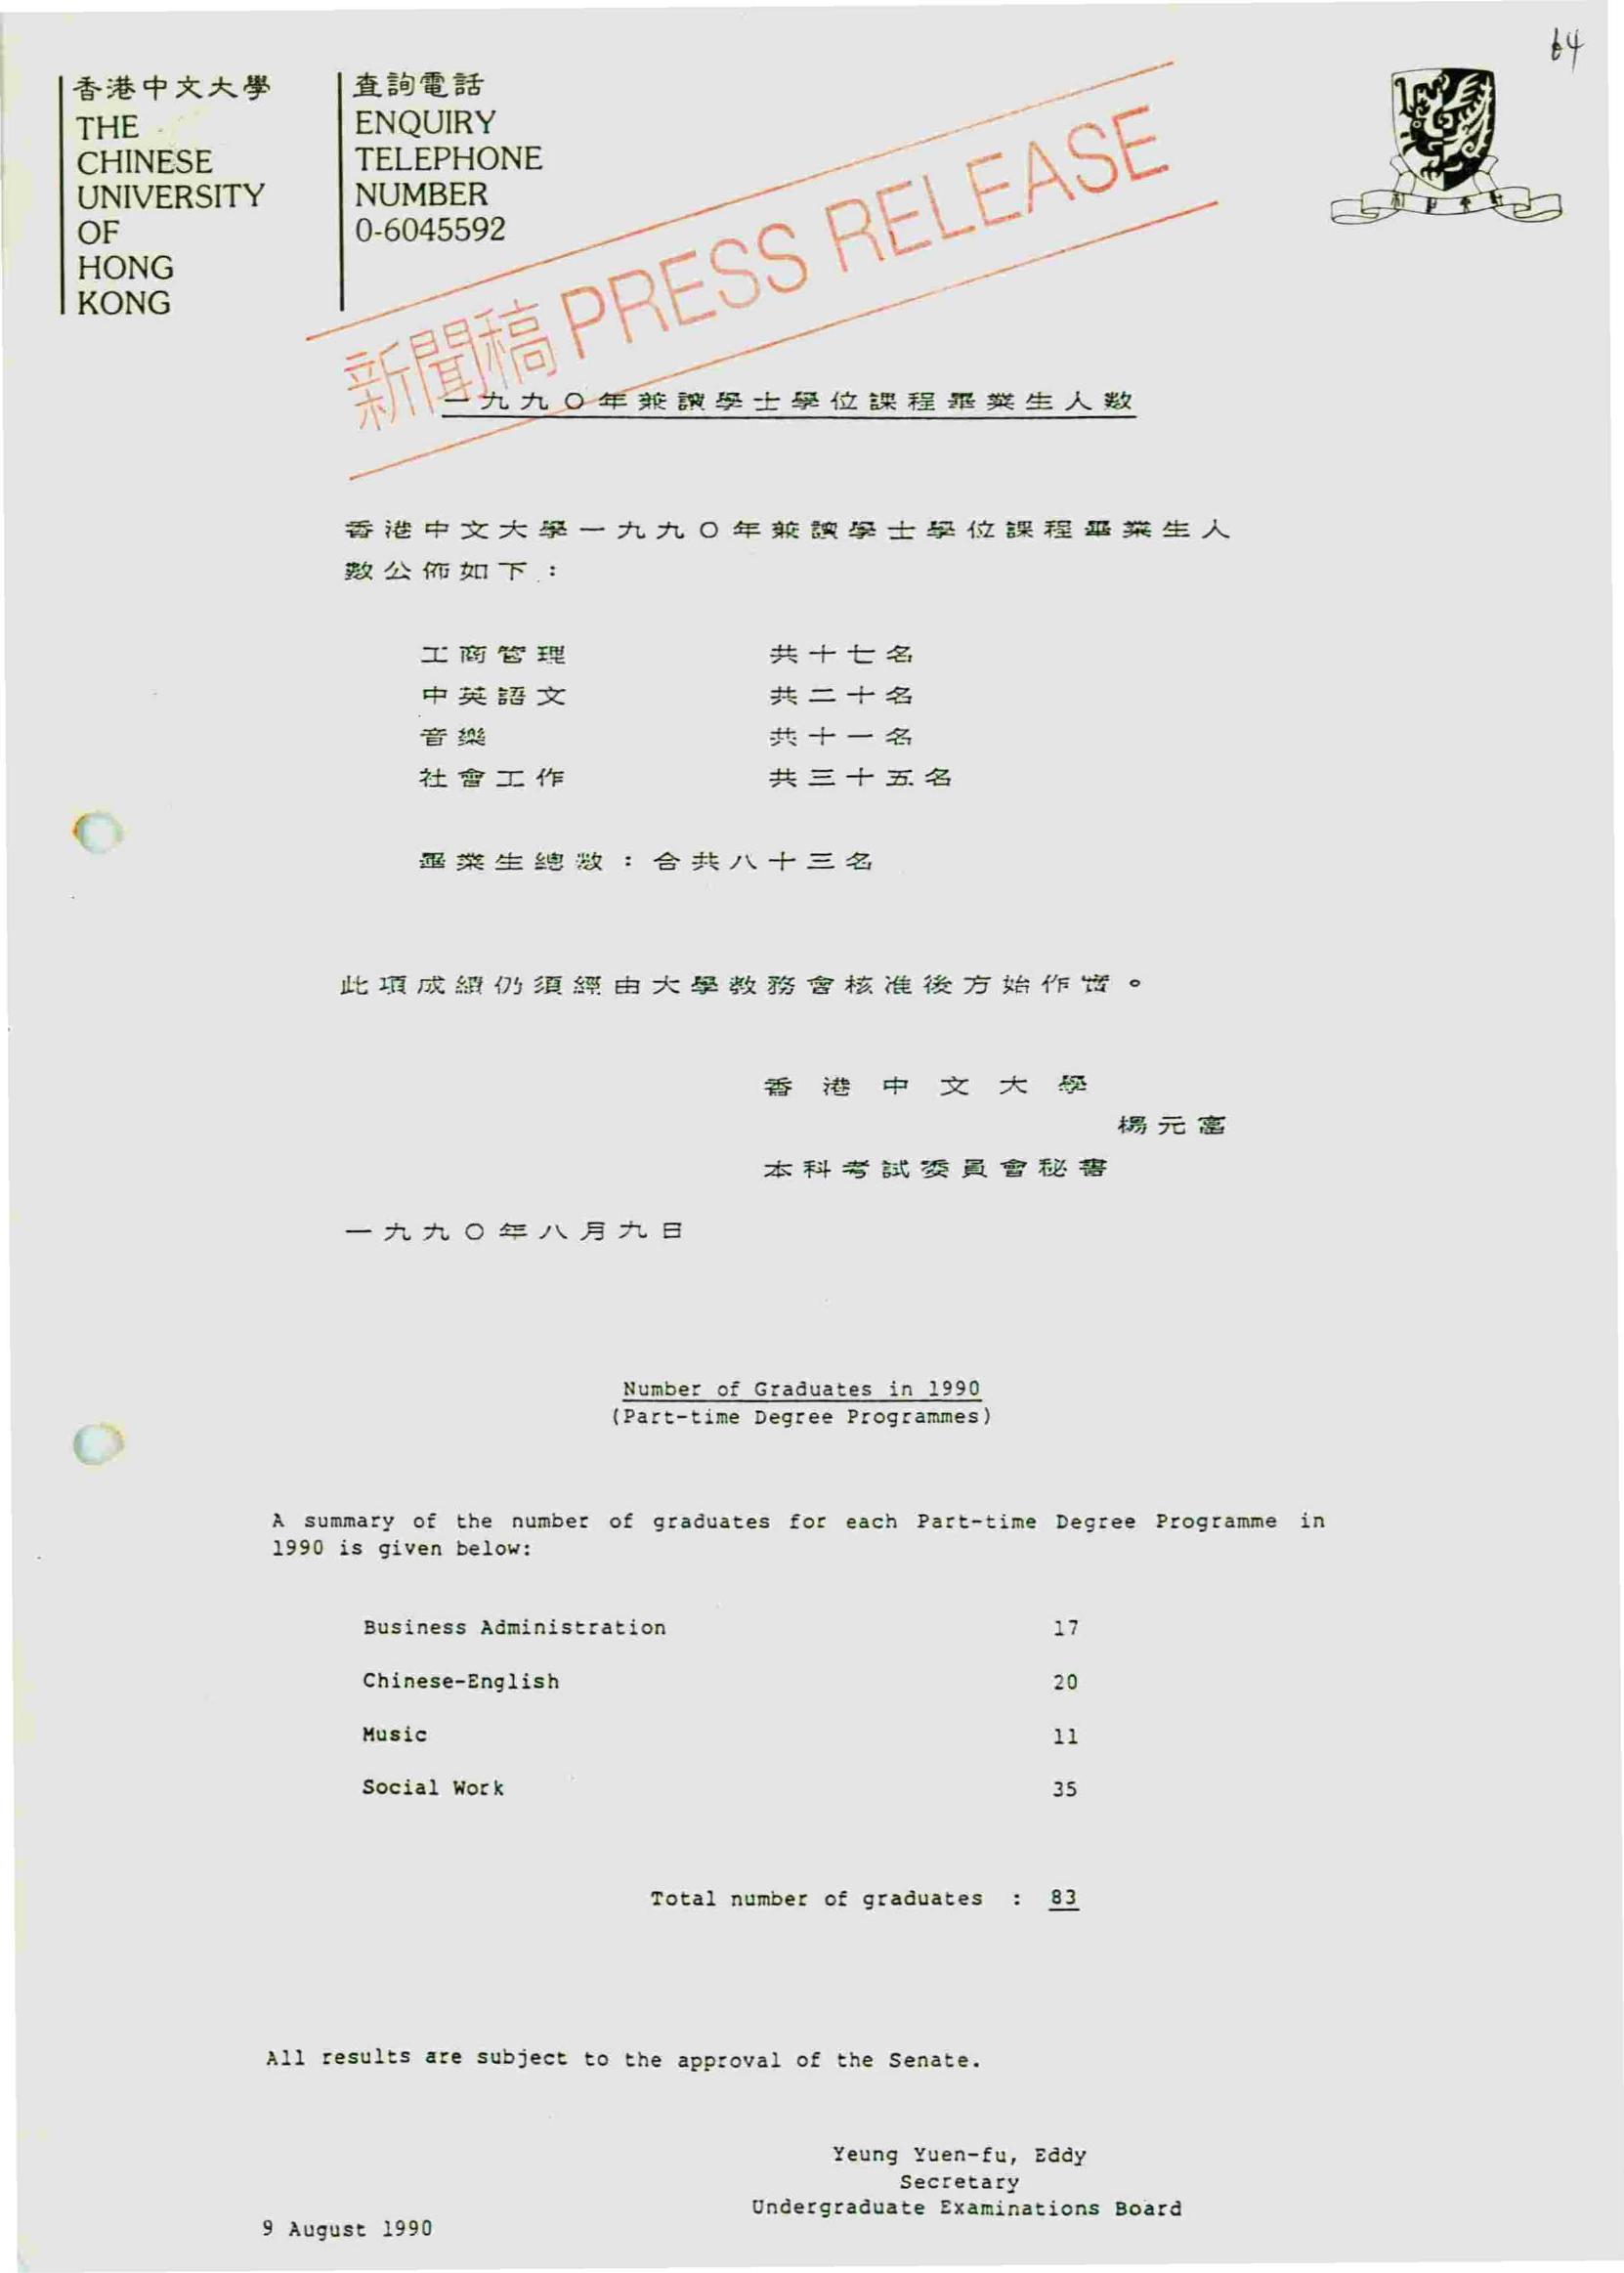 64
香港中文大學
THE
CHINESE
UNIVERSITY
OF
HONG
KONG
查詢電話
ENQUIRY
TELEPHONE
NUMBER
0-6045592
新聞稿 PRESS RELEASE
一九九〇年兼讀學士學位課程畢業生人数
香港中文大學一九九〇年兼讀學士學位課程畢業生人
數公佈如下：
工商管理 共十七名
中英語文 共二十名
音樂 共十一名
社會工作 共三十五名
畢業生總数：合共八十三名
此項成績仍須經由大學教務會核准後方始作實。
香港中文大學
楊元富
本科考試委員會秘書
一九九〇年八月九日
Number of Graduates in 1990
(Part-time Degree Programmes)
A summary of the number of graduates for each Part-time Degree Programme in
1990 is given below:
Business Administration 17
Chinese-English 20
Music 11
Social Work 35
Total number of graduates : 83
All results are subject to the approval of the Senate.
Yeung Yuen-fu, Eddy
Secretary
Undergraduate Examinations Board
9 August 1990